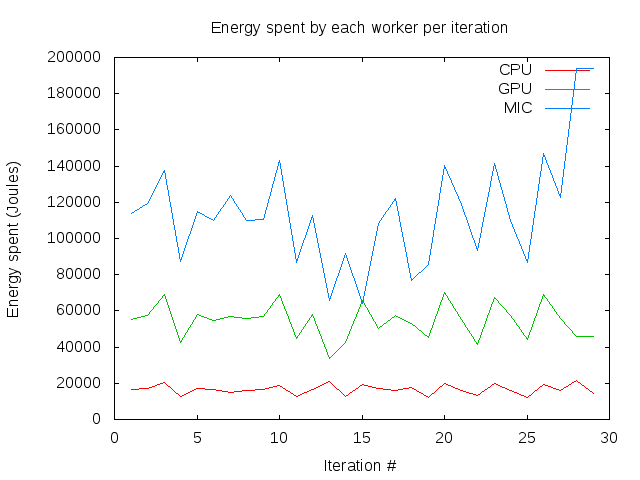 Energy spent by each worker per iteration
200000
180000
160000
140000
120000
100000
80000
60000
40000
20000
0
Energy spent (Joules)
CPU
GPU
MIC
0 5 10 15 20 25 30
Iteration #